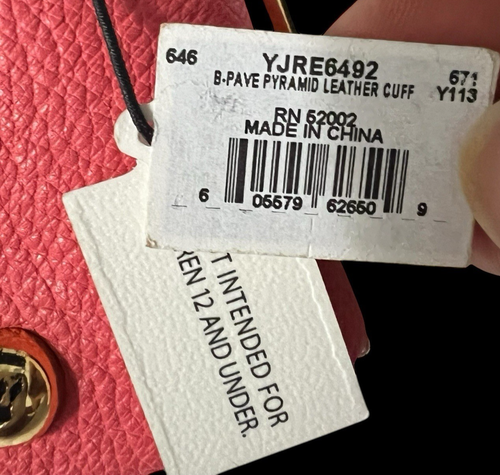 646
YJRE6492
671
B-PAVE PYRAMID LEATHER CUFF
Y113
RN 52002
MADE IN CHINA
6 05579 62650 9
T INTENDED FOR
REN 12 AND UNDER.